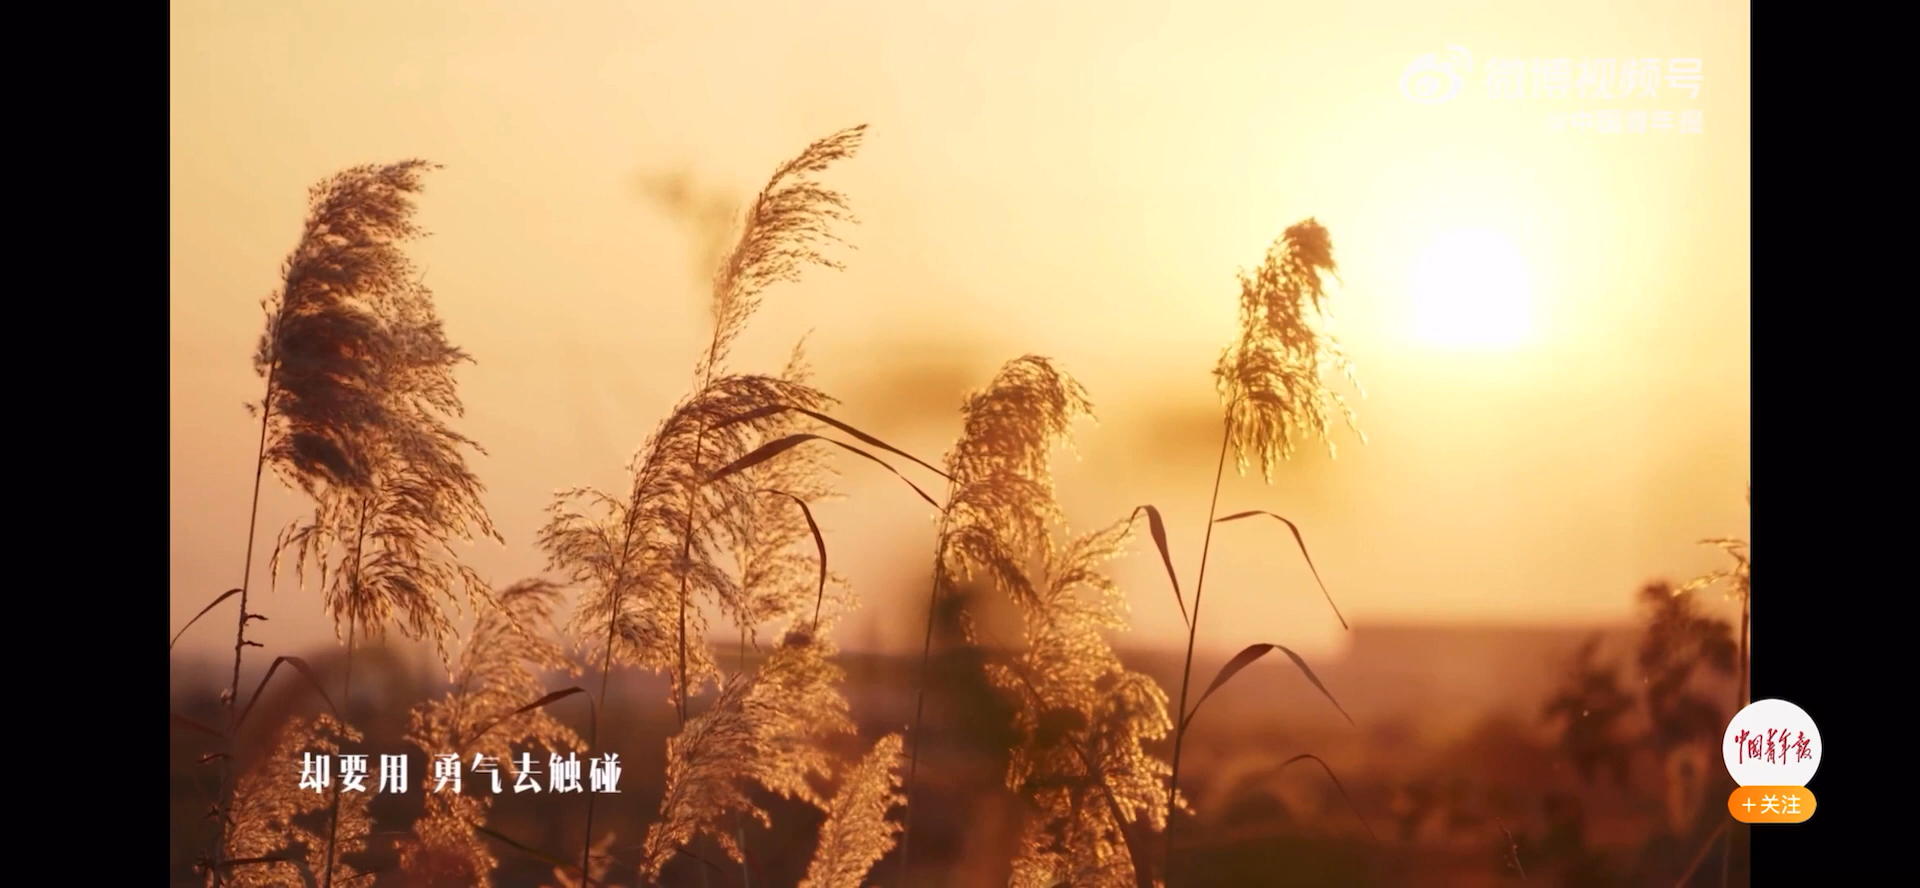 微博视频号
@中国青年报
却要用 勇气去触碰
中国青年报
+关注